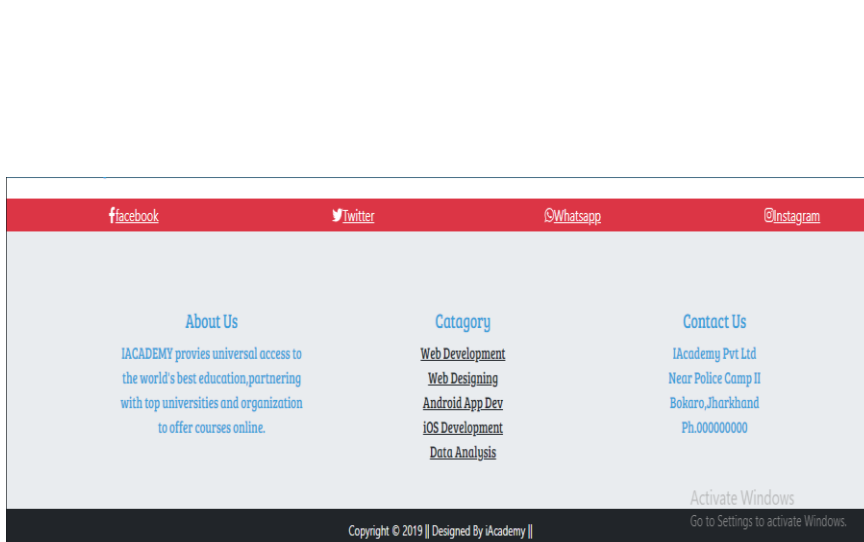 facebook
Twitter
Whatsapp
Instagram
About Us
IACADEMY provies universal access to
the world's best education,partnering
with top universities and organization
to offer courses online.
Catagory
Web Development
Web Designing
Android App Dev
iOS Development
Data Analysis
Contact Us
IAcademy Pvt Ltd
Near Police Camp II
Bokaro,Jharkhand
Ph.000000000
Activate Windows
Go to Settings to activate Windows.
Copyright © 2019 || Designed By iAcademy ||